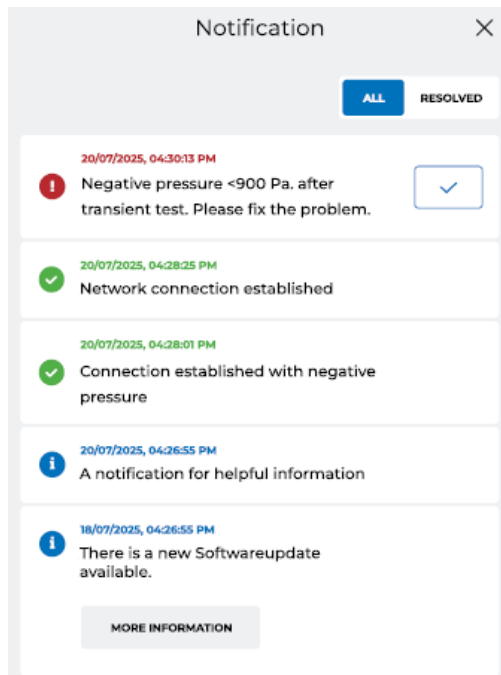 Notification
ALL
RESOLVED
20/07/2025, 04:30:13 PM
Negative pressure <900 Pa. after
transient test. Please fix the problem.
20/07/2025, 04:28:25 PM
Network connection established
20/07/2025, 04:28:01 PM
Connection established with negative
pressure
20/07/2025, 04:26:55 PM
A notification for helpful information
18/07/2025, 04:26:55 PM
There is a new Softwareupdate
available.
MORE INFORMATION